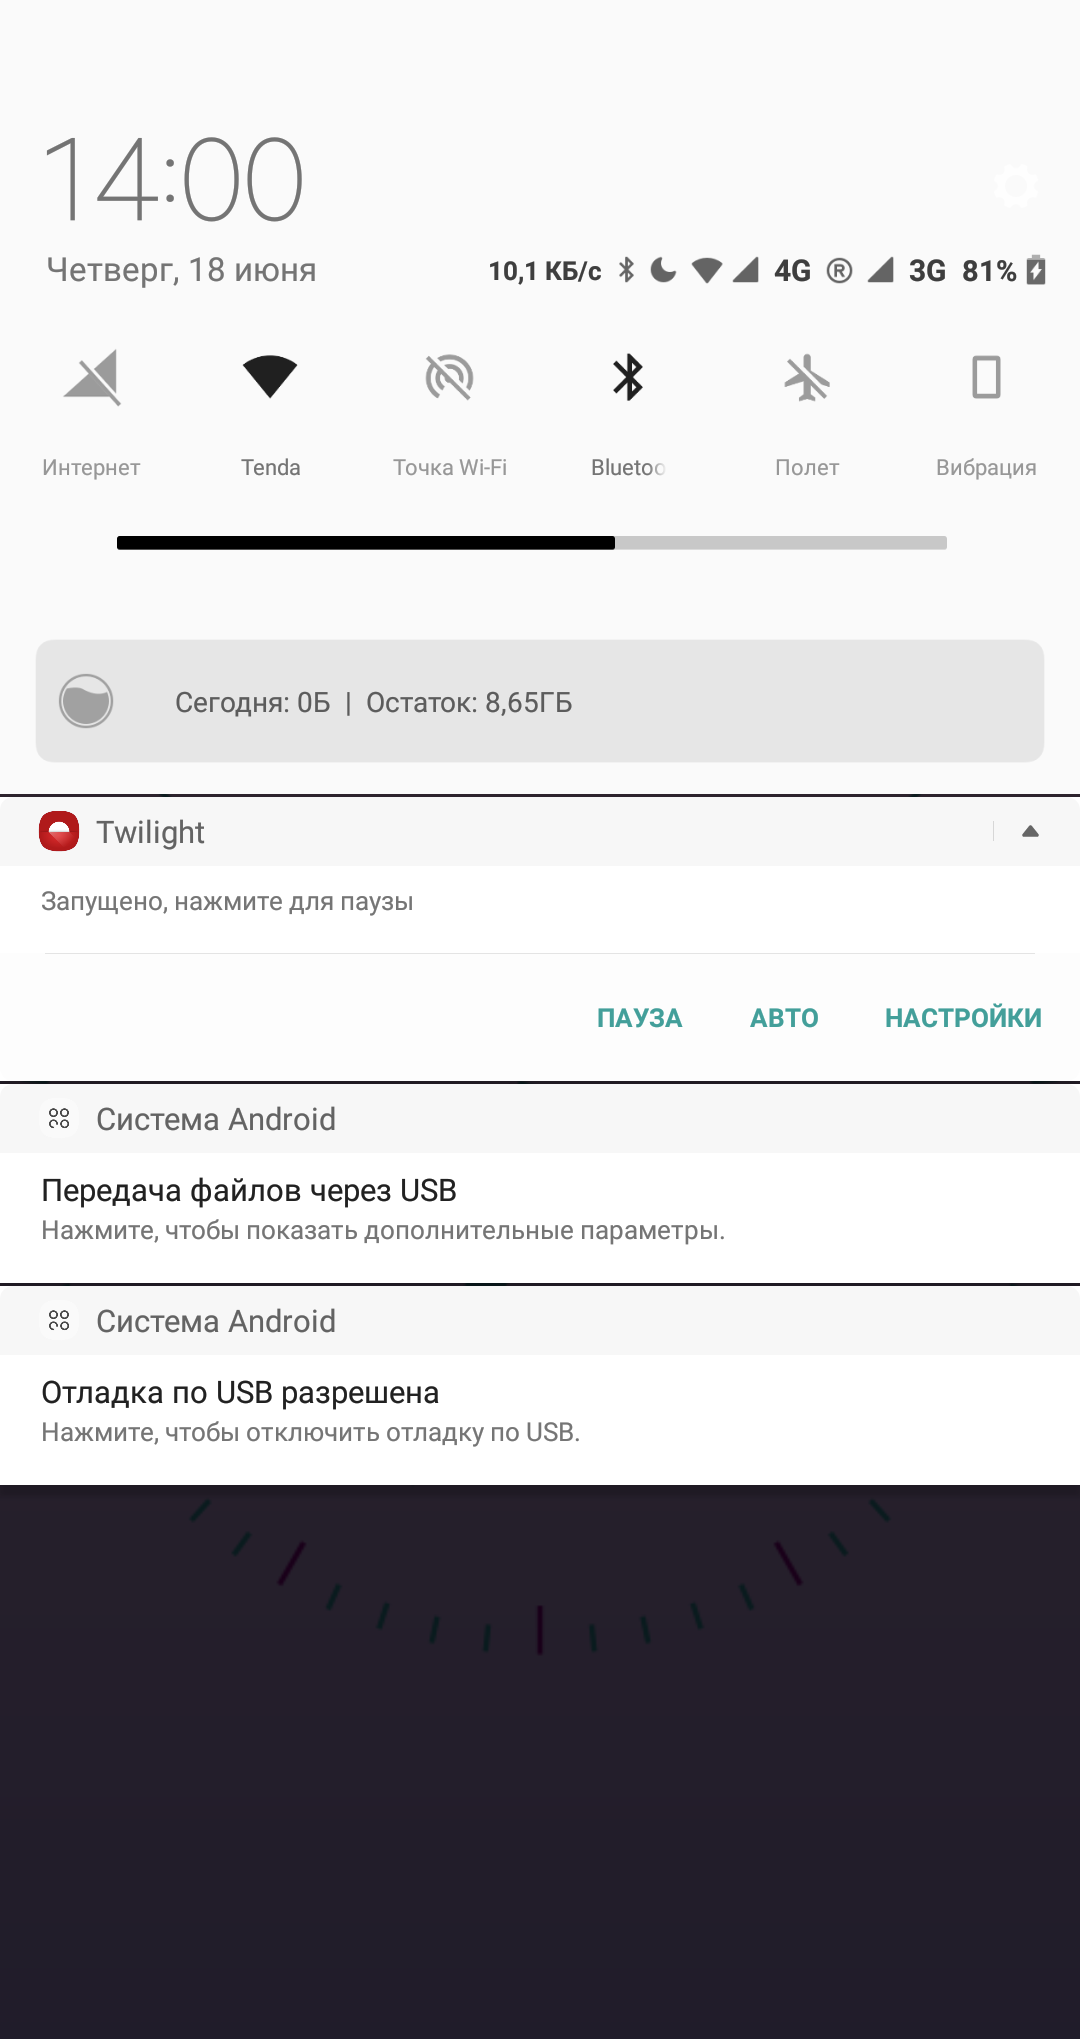 14:00
Четверг, 18 июня
10,1 КБ/с 4G ® 3G 81%
Интернет Tenda Точка Wi-Fi Bluetoo Полет Вибрация
Сегодня: 0Б | Остаток: 8,65ГБ
Twilight
Запущено, нажмите для паузы
ПАУЗА АВТО НАСТРОЙКИ
Система Android
Передача файлов через USB
Нажмите, чтобы показать дополнительные параметры.
Система Android
Отладка по USB разрешена
Нажмите, чтобы отключить отладку по USB.